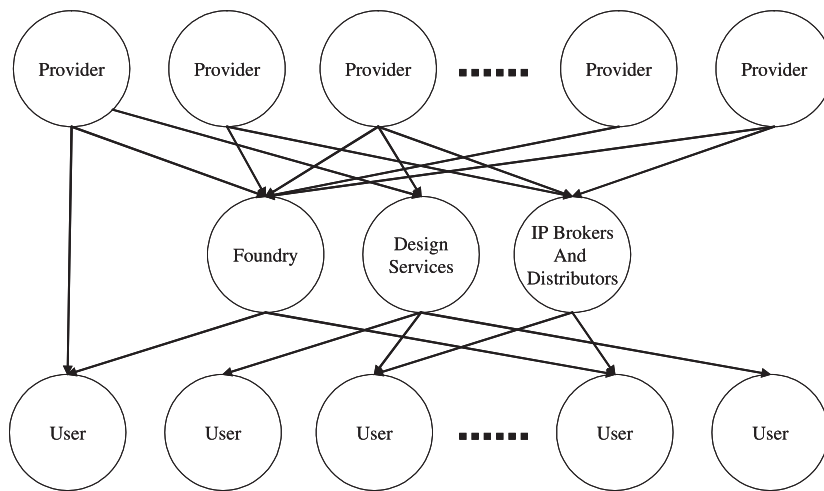 Provider
Provider
Provider
Provider
Provider
Foundry
Design
Services
IP Brokers
And
Distributors
User
User
User
User
User